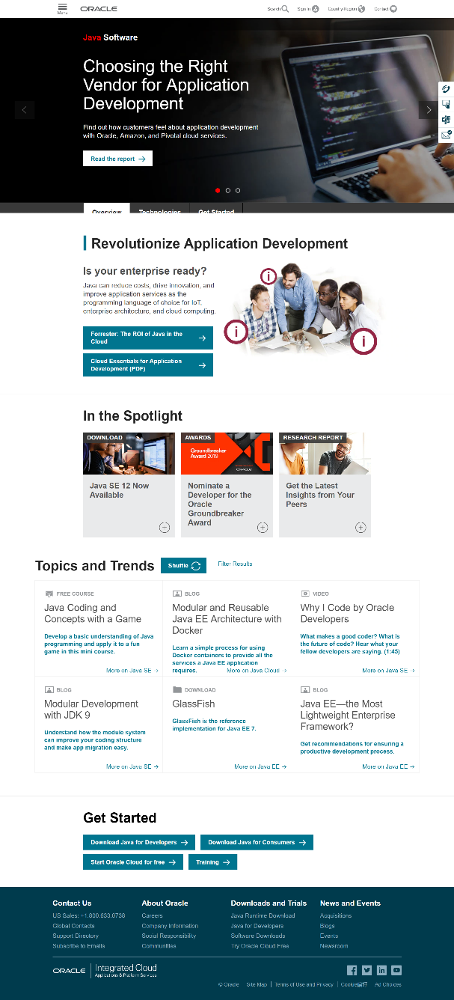 Menu
ORACLE
Search
Sign In
Country/Region
Contact
Java Software
Choosing the Right
Vendor for Application
Development
Find out how customers feel about application development
with Oracle, Amazon, and Pivotal cloud services.
Read the report
Overview
Technologies
Get Started
Revolutionize Application Development
Is your enterprise ready?
Java can reduce costs, drive innovation, and
improve application services as the
programming language of choice for IoT,
enterprise architecture, and cloud computing.
Forrester: The ROI of Java in the
Cloud
Cloud Essentials for Application
Development (PDF)
i
i
i
In the Spotlight
DOWNLOAD
Java SE 12 Now
Available
AWARDS
Groundbreaker
Award 2019
ORACLE
Nominate a
Developer for the
Oracle
Groundbreaker
Award
RESEARCH REPORT
Get the Latest
Insights from Your
Peers
Topics and Trends
Shuffle
Filter Results
FREE COURSE
Java Coding and
Concepts with a Game
Develop a basic understanding of Java
programming and apply it to a fun
game in this mini course.
More on Java SE
BLOG
Modular and Reusable
Java EE Architecture with
Docker
Learn a simple process for using
Docker containers to provide all the
services a Java EE application
requires.
More on Java Cloud
VIDEO
Why I Code by Oracle
Developers
What makes a good coder? What is
the future of code? Hear what your
fellow developers are saying. (1:45)
More on Java SE
BLOG
Modular Development
with JDK 9
Understand how the module system
can improve your coding structure
and make app migration easy.
More on Java SE
DOWNLOAD
GlassFish
GlassFish is the reference
implementation for Java EE 7.
More on Java EE
BLOG
Java EE—the Most
Lightweight Enterprise
Framework?
Get recommendations for ensuring a
productive development process.
More on Java EE
Get Started
Download Java for Developers
Download Java for Consumers
Start Oracle Cloud for free
Training
Contact Us
US Sales: +1.800.633.0738
Global Contacts
Support Directory
Subscribe to Emails
About Oracle
Careers
Company Information
Social Responsibility
Communities
Downloads and Trials
Java Runtime Download
Java for Developers
Software Downloads
Try Oracle Cloud Free
News and Events
Acquisitions
Blogs
Events
Newsroom
ORACLE
Integrated Cloud
Applications & Platform Services
© Oracle
Site Map
Terms of Use and Privacy
Cookie
Ad Choices